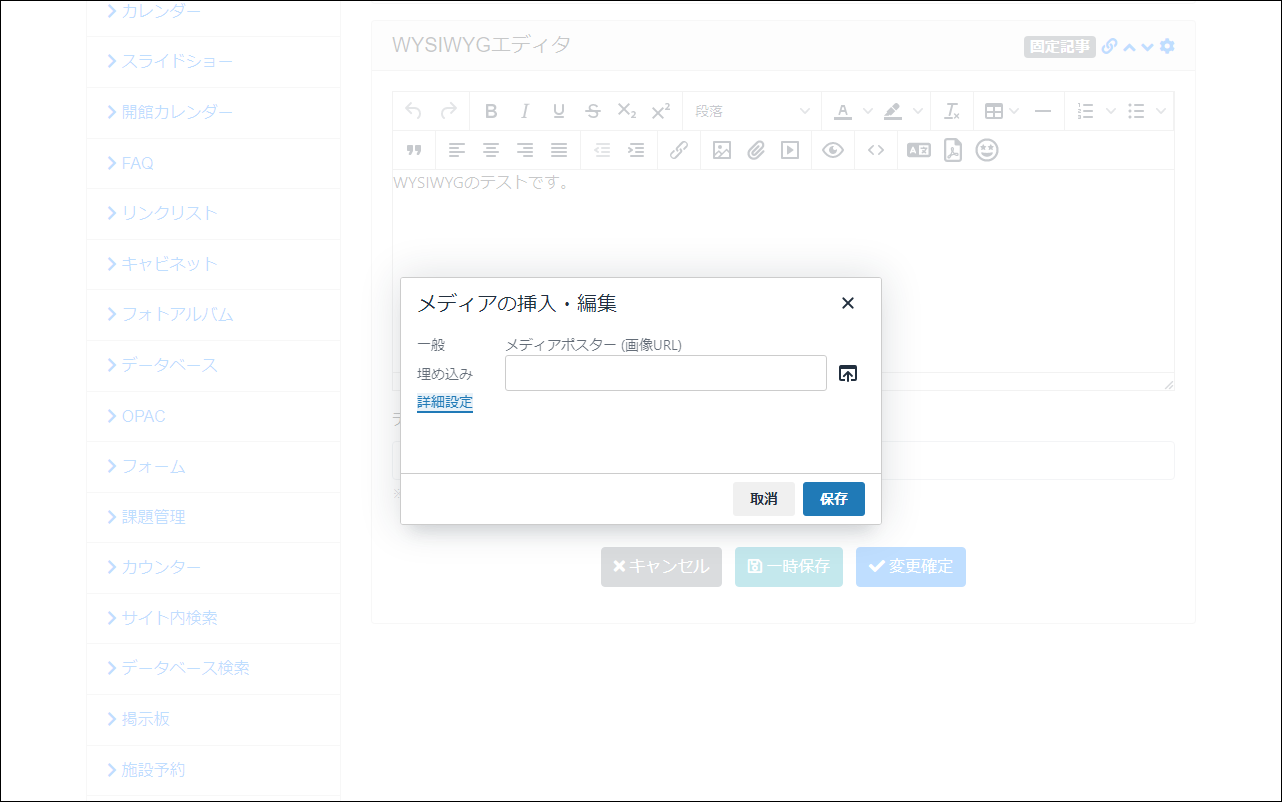 カレンダー
スライドショー
開館カレンダー
FAQ
リンクリスト
キャビネット
フォトアルバム
データベース
OPAC
フォーム
課題管理
カウンター
サイト内検索
データベース検索
掲示板
施設予約
WYSIWYGエディタ
固定記事
段落
WYSIWYGのテストです。
メディアの挿入・編集
一般
埋め込み
詳細設定
メディアポスター (画像URL)
取消
保存
キャンセル
一時保存
変更確定